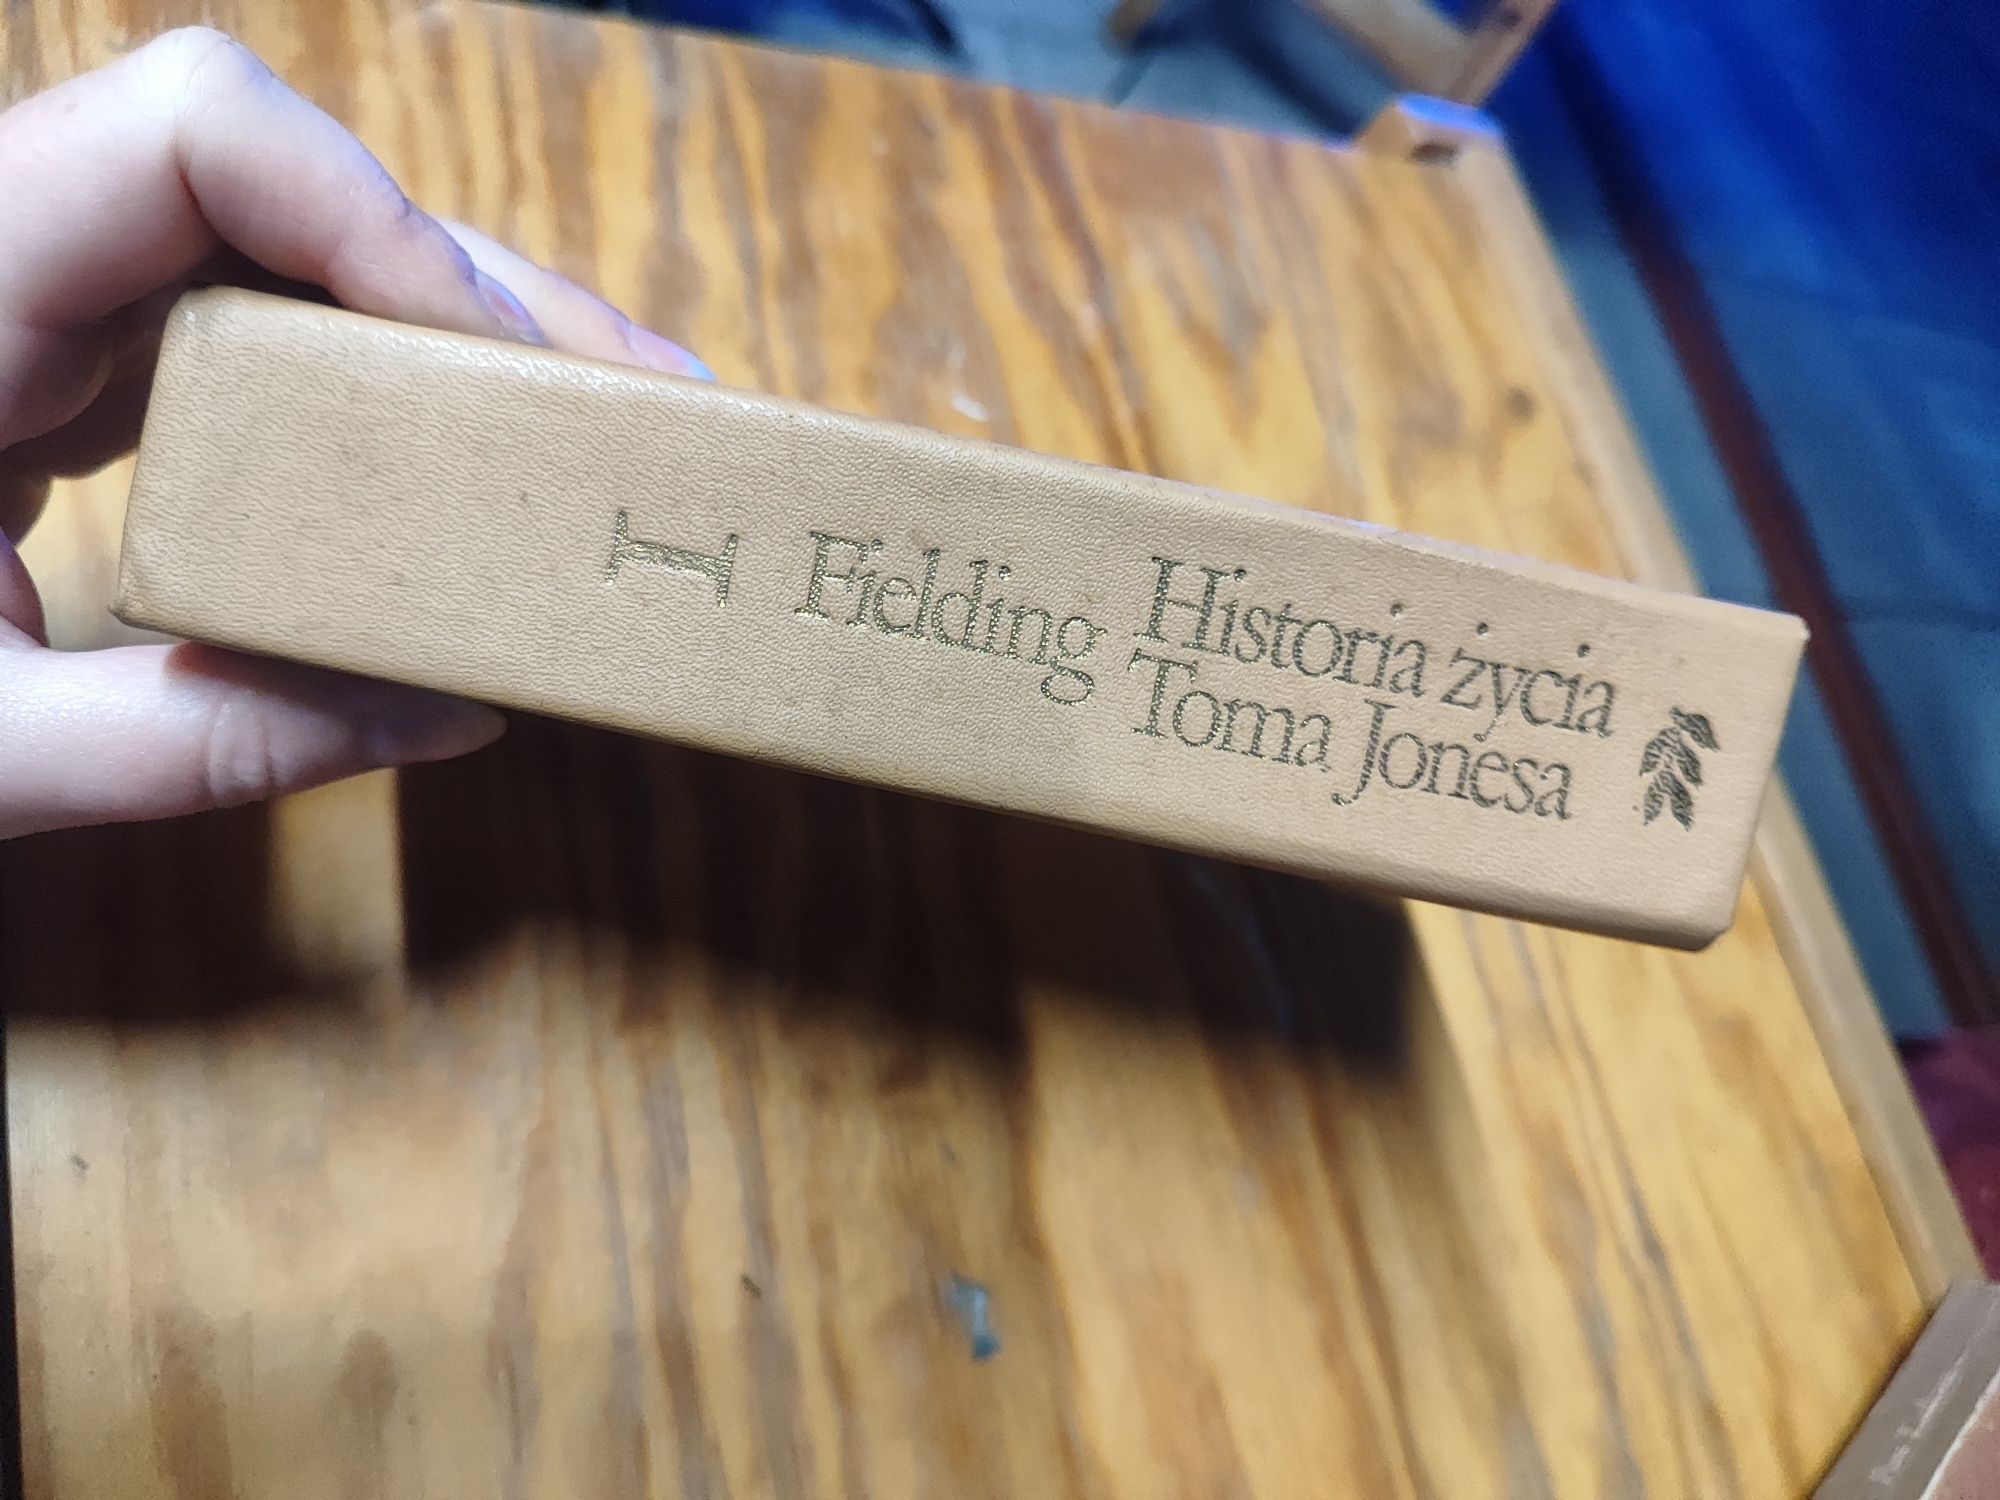 I
Fielding
Historia życia
Toma Jonesa